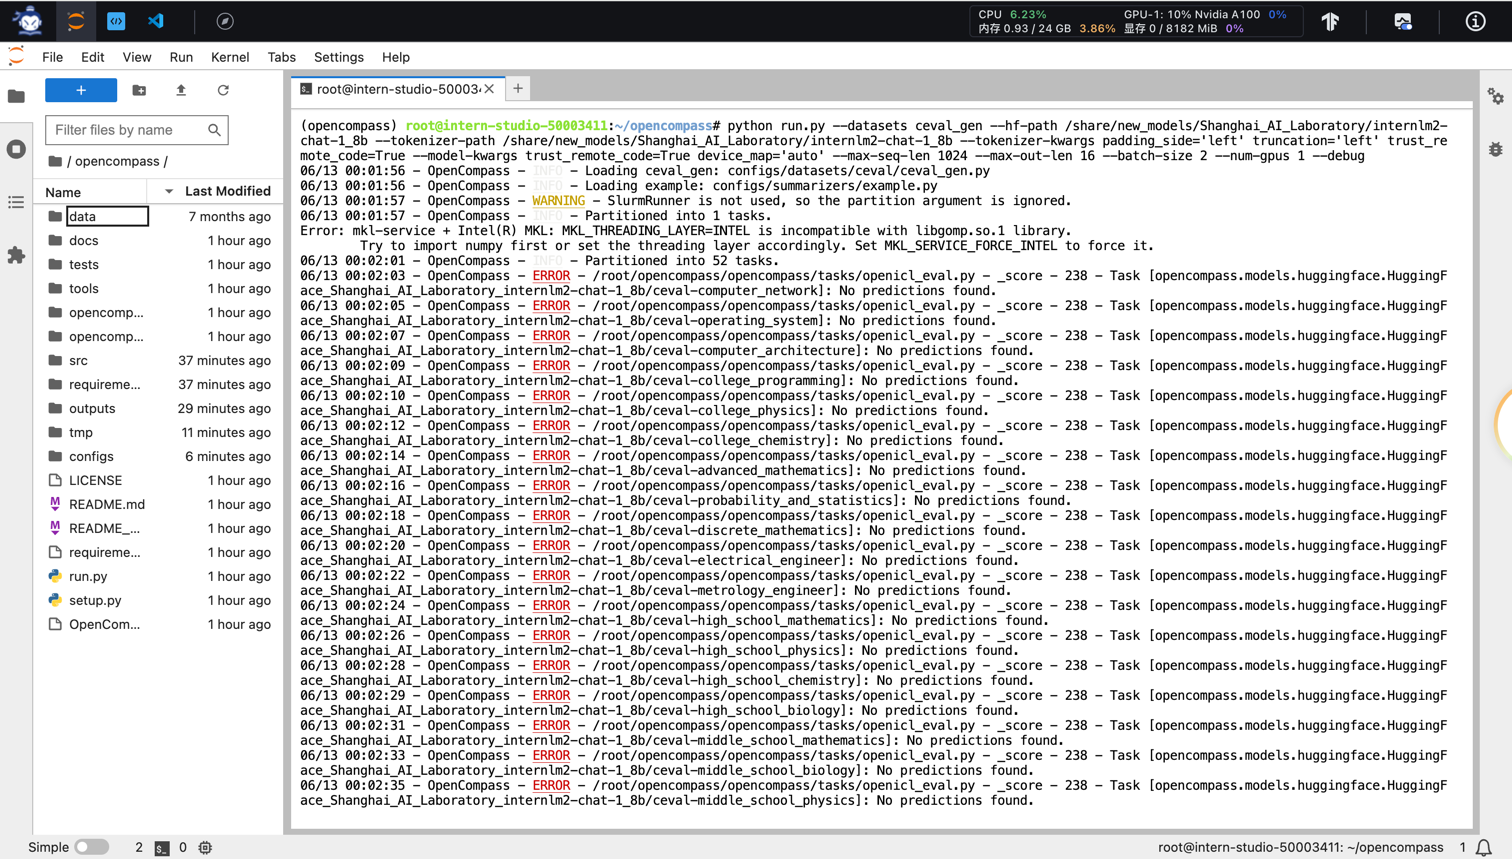 CPU 6.23% GPU-1: 10% Nvidia A100 0%
内存 0.93 / 24 GB 3.86% 显存 0 / 8182 MiB 0%
File Edit View Run Kernel Tabs Settings Help
root@intern-studio-50003
Filter files by name
/ opencompass /
Name Last Modified
data 7 months ago
docs 1 hour ago
tests 1 hour ago
tools 1 hour ago
opencomp... 1 hour ago
opencomp... 1 hour ago
src 37 minutes ago
requireme... 37 minutes ago
outputs 29 minutes ago
tmp 11 minutes ago
configs 6 minutes ago
LICENSE 1 hour ago
README.md 1 hour ago
README_... 1 hour ago
requireme... 1 hour ago
run.py 1 hour ago
setup.py 1 hour ago
OpenCom... 1 hour ago
(opencompass) root@intern-studio-50003411:~/opencompass# python run.py --datasets ceval_gen --hf-path /share/new_models/Shanghai_AI_Laboratory/internlm2-
chat-1_8b --tokenizer-path /share/new_models/Shanghai_AI_Laboratory/internlm2-chat-1_8b --tokenizer-kwargs padding_side='left' truncation='left' trust_re
mote_code=True --model-kwargs trust_remote_code=True device_map='auto' --max-seq-len 1024 --max-out-len 16 --batch-size 2 --num-gpus 1 --debug
06/13 00:01:56 - OpenCompass - INFO - Loading ceval_gen: configs/datasets/ceval/ceval_gen.py
06/13 00:01:56 - OpenCompass - INFO - Loading example: configs/summarizers/example.py
06/13 00:01:57 - OpenCompass - WARNING - SlurmRunner is not used, so the partition argument is ignored.
06/13 00:01:57 - OpenCompass - INFO - Partitioned into 1 tasks.
Error: mkl-service + Intel(R) MKL: MKL_THREADING_LAYER=INTEL is incompatible with libgomp.so.1 library.
Try to import numpy first or set the threading layer accordingly. Set MKL_SERVICE_FORCE_INTEL to force it.
06/13 00:02:01 - OpenCompass - INFO - Partitioned into 52 tasks.
06/13 00:02:03 - OpenCompass - ERROR - /root/opencompass/opencompass/tasks/openicl_eval.py - _score - 238 - Task [opencompass.models.huggingface.HuggingF
ace_Shanghai_AI_Laboratory_internlm2-chat-1_8b/ceval-computer_network]: No predictions found.
06/13 00:02:05 - OpenCompass - ERROR - /root/opencompass/opencompass/tasks/openicl_eval.py - _score - 238 - Task [opencompass.models.huggingface.HuggingF
ace_Shanghai_AI_Laboratory_internlm2-chat-1_8b/ceval-operating_system]: No predictions found.
06/13 00:02:07 - OpenCompass - ERROR - /root/opencompass/opencompass/tasks/openicl_eval.py - _score - 238 - Task [opencompass.models.huggingface.HuggingF
ace_Shanghai_AI_Laboratory_internlm2-chat-1_8b/ceval-computer_architecture]: No predictions found.
06/13 00:02:09 - OpenCompass - ERROR - /root/opencompass/opencompass/tasks/openicl_eval.py - _score - 238 - Task [opencompass.models.huggingface.HuggingF
ace_Shanghai_AI_Laboratory_internlm2-chat-1_8b/ceval-college_programming]: No predictions found.
06/13 00:02:10 - OpenCompass - ERROR - /root/opencompass/opencompass/tasks/openicl_eval.py - _score - 238 - Task [opencompass.models.huggingface.HuggingF
ace_Shanghai_AI_Laboratory_internlm2-chat-1_8b/ceval-college_physics]: No predictions found.
06/13 00:02:12 - OpenCompass - ERROR - /root/opencompass/opencompass/tasks/openicl_eval.py - _score - 238 - Task [opencompass.models.huggingface.HuggingF
ace_Shanghai_AI_Laboratory_internlm2-chat-1_8b/ceval-college_chemistry]: No predictions found.
06/13 00:02:14 - OpenCompass - ERROR - /root/opencompass/opencompass/tasks/openicl_eval.py - _score - 238 - Task [opencompass.models.huggingface.HuggingF
ace_Shanghai_AI_Laboratory_internlm2-chat-1_8b/ceval-advanced_mathematics]: No predictions found.
06/13 00:02:16 - OpenCompass - ERROR - /root/opencompass/opencompass/tasks/openicl_eval.py - _score - 238 - Task [opencompass.models.huggingface.HuggingF
ace_Shanghai_AI_Laboratory_internlm2-chat-1_8b/ceval-probability_and_statistics]: No predictions found.
06/13 00:02:18 - OpenCompass - ERROR - /root/opencompass/opencompass/tasks/openicl_eval.py - _score - 238 - Task [opencompass.models.huggingface.HuggingF
ace_Shanghai_AI_Laboratory_internlm2-chat-1_8b/ceval-discrete_mathematics]: No predictions found.
06/13 00:02:20 - OpenCompass - ERROR - /root/opencompass/opencompass/tasks/openicl_eval.py - _score - 238 - Task [opencompass.models.huggingface.HuggingF
ace_Shanghai_AI_Laboratory_internlm2-chat-1_8b/ceval-electrical_engineer]: No predictions found.
06/13 00:02:22 - OpenCompass - ERROR - /root/opencompass/opencompass/tasks/openicl_eval.py - _score - 238 - Task [opencompass.models.huggingface.HuggingF
ace_Shanghai_AI_Laboratory_internlm2-chat-1_8b/ceval-metrology_engineer]: No predictions found.
06/13 00:02:24 - OpenCompass - ERROR - /root/opencompass/opencompass/tasks/openicl_eval.py - _score - 238 - Task [opencompass.models.huggingface.HuggingF
ace_Shanghai_AI_Laboratory_internlm2-chat-1_8b/ceval-high_school_mathematics]: No predictions found.
06/13 00:02:26 - OpenCompass - ERROR - /root/opencompass/opencompass/tasks/openicl_eval.py - _score - 238 - Task [opencompass.models.huggingface.HuggingF
ace_Shanghai_AI_Laboratory_internlm2-chat-1_8b/ceval-high_school_physics]: No predictions found.
06/13 00:02:28 - OpenCompass - ERROR - /root/opencompass/opencompass/tasks/openicl_eval.py - _score - 238 - Task [opencompass.models.huggingface.HuggingF
ace_Shanghai_AI_Laboratory_internlm2-chat-1_8b/ceval-high_school_chemistry]: No predictions found.
06/13 00:02:29 - OpenCompass - ERROR - /root/opencompass/opencompass/tasks/openicl_eval.py - _score - 238 - Task [opencompass.models.huggingface.HuggingF
ace_Shanghai_AI_Laboratory_internlm2-chat-1_8b/ceval-high_school_biology]: No predictions found.
06/13 00:02:31 - OpenCompass - ERROR - /root/opencompass/opencompass/tasks/openicl_eval.py - _score - 238 - Task [opencompass.models.huggingface.HuggingF
ace_Shanghai_AI_Laboratory_internlm2-chat-1_8b/ceval-middle_school_mathematics]: No predictions found.
06/13 00:02:33 - OpenCompass - ERROR - /root/opencompass/opencompass/tasks/openicl_eval.py - _score - 238 - Task [opencompass.models.huggingface.HuggingF
ace_Shanghai_AI_Laboratory_internlm2-chat-1_8b/ceval-middle_school_biology]: No predictions found.
06/13 00:02:35 - OpenCompass - ERROR - /root/opencompass/opencompass/tasks/openicl_eval.py - _score - 238 - Task [opencompass.models.huggingface.HuggingF
ace_Shanghai_AI_Laboratory_internlm2-chat-1_8b/ceval-middle_school_physics]: No predictions found.
Simple 2 0 root@intern-studio-50003411: ~/opencompass 1